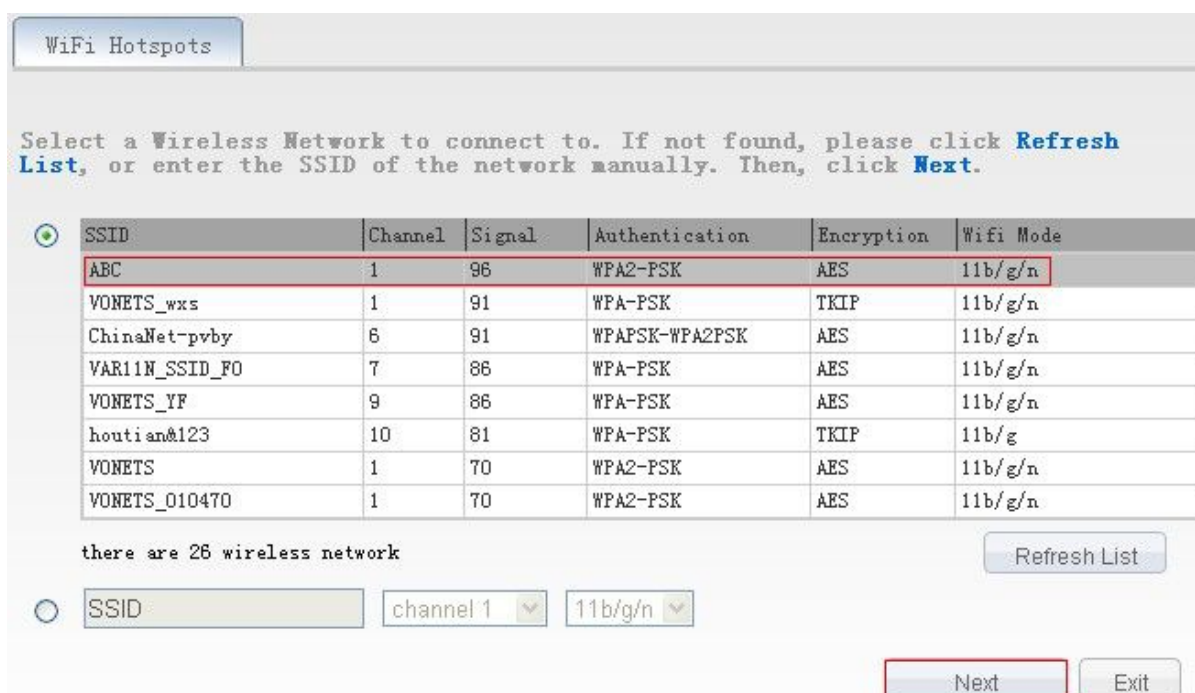 WiFi Hotspots
Select a Wireless Network to connect to. If not found, please click Refresh
List, or enter the SSID of the network manually. Then, click Next.
SSID Channel Signal Authentication Encryption Wifi Mode
ABC 1 96 WPA2-PSK AES 11b/g/n
VONETS_wxs 1 91 WPA-PSK TKIP 11b/g/n
ChinaNet-pvby 6 91 WPAPSK-WPA2PSK AES 11b/g/n
VAR11N_SSID_F0 7 86 WPA-PSK AES 11b/g/n
VONETS_YF 9 86 WPA-PSK AES 11b/g/n
houtian&123 10 81 WPA-PSK TKIP 11b/g
VONETS 1 70 WPA2-PSK AES 11b/g/n
VONETS_010470 1 70 WPA2-PSK AES 11b/g/n
there are 26 wireless network
Refresh List
SSID channel 1 11b/g/n
Next Exit